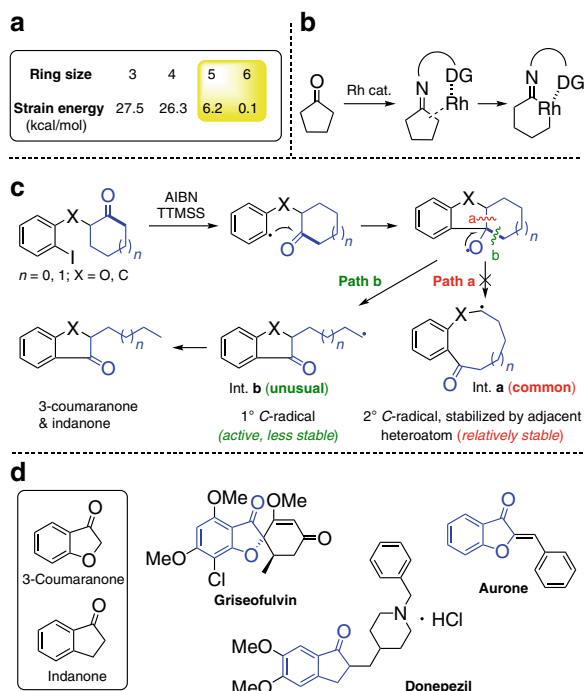 a
Ring size 3 4 5 6
Strain energy 27.5 26.3 6.2 0.1
(kcal/mol)
b
O
Rh cat.
N DG
Rh
N DG
Rh
c
O
X
I
( )n
n = 0, 1; X = O, C
AIBN
TTMSS
X
O
( )n
X
a
•O
b
( )n
Path b
Path a
X
O
( )n
X
O
( )n
X
O
( )n
Int. b (unusual)
Int. a (common)
3-coumaranone
& indanone
1° C-radical
(active, less stable)
2° C-radical, stabilized by adjacent
heteroatom (relatively stable)
d
O
O
3-Coumaranone
O
Indanone
OMe
O
OMe
MeO
O
O
Cl
Griseofulvin
O
O
Aurone
N
· HCl
O
MeO
MeO
Donepezil